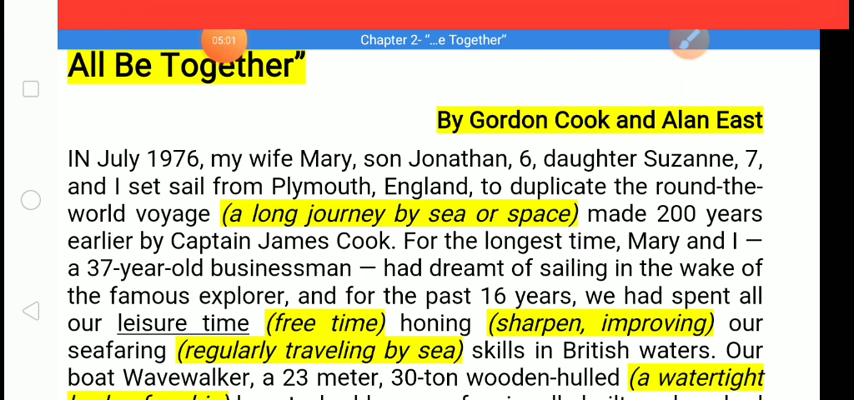 05:01
Chapter 2- “...e Together”
All Be Together”
By Gordon Cook and Alan East
IN July 1976, my wife Mary, son Jonathan, 6, daughter Suzanne, 7,
and I set sail from Plymouth, England, to duplicate the round-the-
world voyage (a long journey by sea or space) made 200 years
earlier by Captain James Cook. For the longest time, Mary and I —
a 37-year-old businessman — had dreamt of sailing in the wake of
the famous explorer, and for the past 16 years, we had spent all
our leisure time (free time) honing (sharpen, improving) our
seafaring (regularly traveling by sea) skills in British waters. Our
boat Wavewalker, a 23 meter, 30-ton wooden-hulled (a watertight